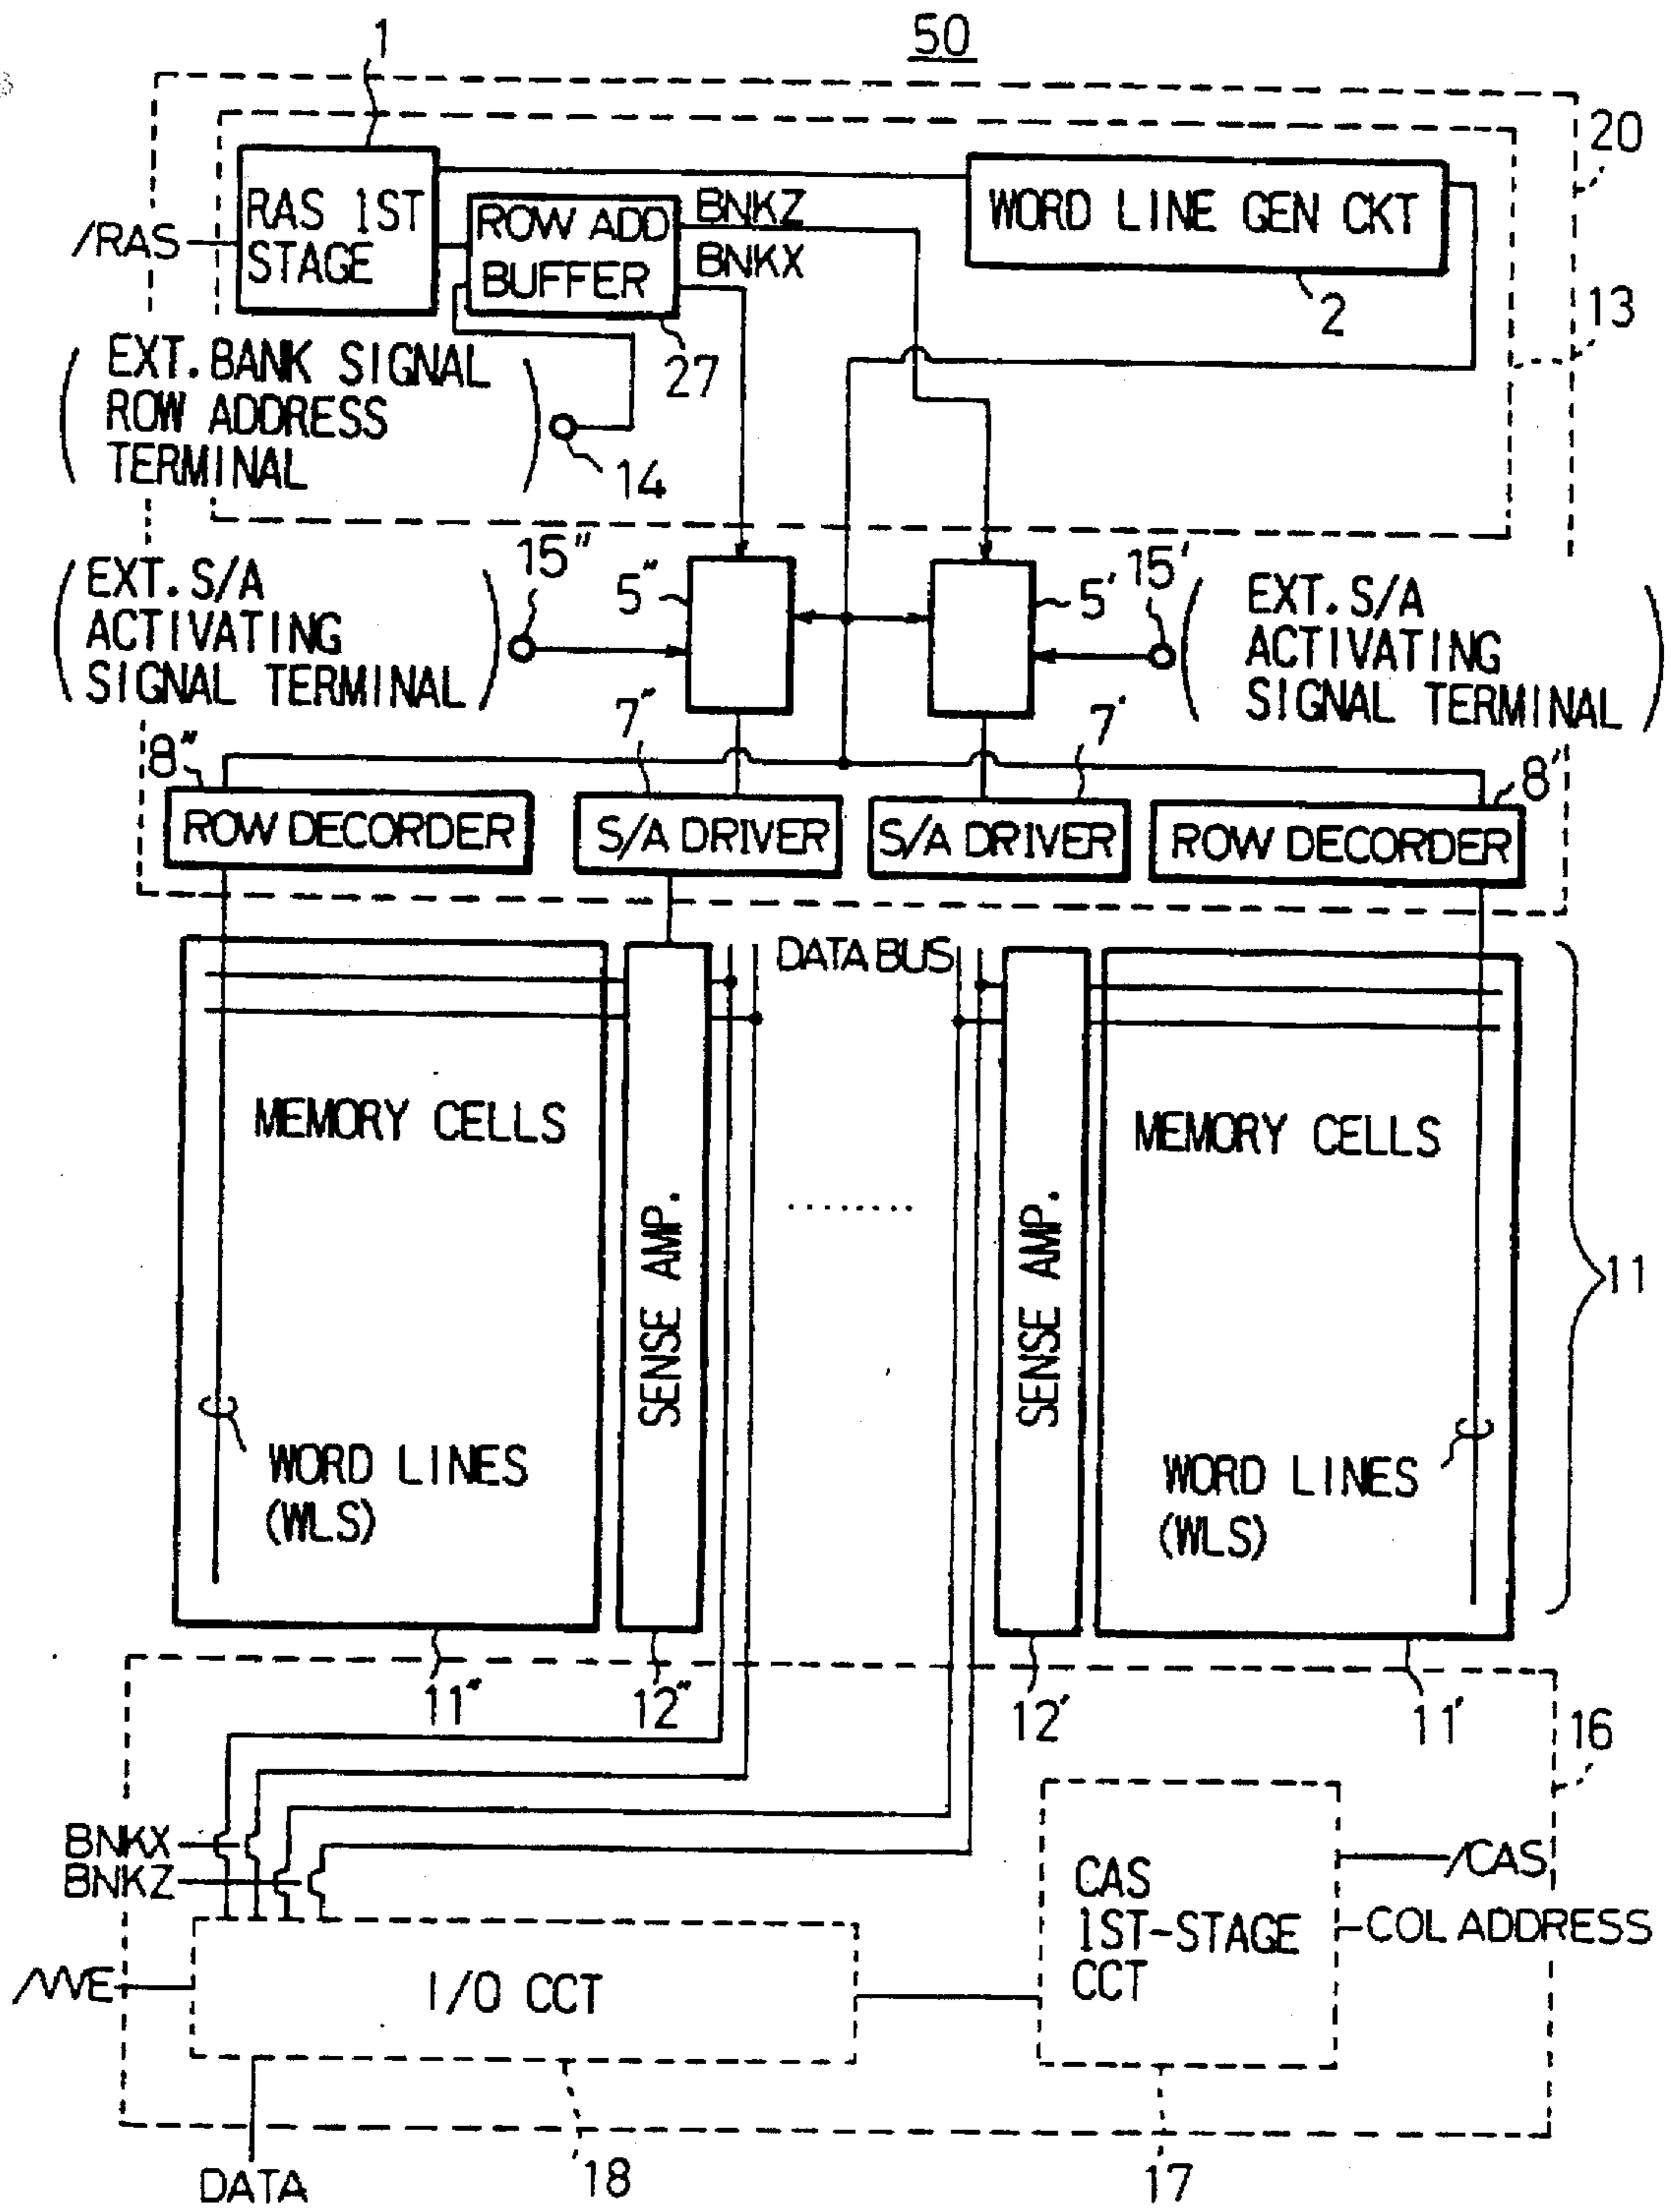 50
1
20
RAS 1ST
STAGE
/RAS
ROW ADD
BUFFER
BNKZ
BNKX
WORD LINE GEN CKT
2
13
27
EXT. BANK SIGNAL
ROW ADDRESS
TERMINAL
14
15"
5"
5'
15'
EXT. S/A
ACTIVATING
SIGNAL TERMINAL
EXT. S/A
ACTIVATING
SIGNAL TERMINAL
7"
7'
8"
8'
ROW DECORDER
S/A DRIVER
S/A DRIVER
ROW DECORDER
DATA BUS
MEMORY CELLS
MEMORY CELLS
SENSE AMP.
SENSE AMP.
........
11
WORD LINES
(WLS)
WORD LINES
(WLS)
11"
12"
12'
11'
16
BNKX
BNKZ
CAS
1ST-STAGE
CCT
/CAS
COL ADDRESS
/WE
I/O CCT
DATA
18
17